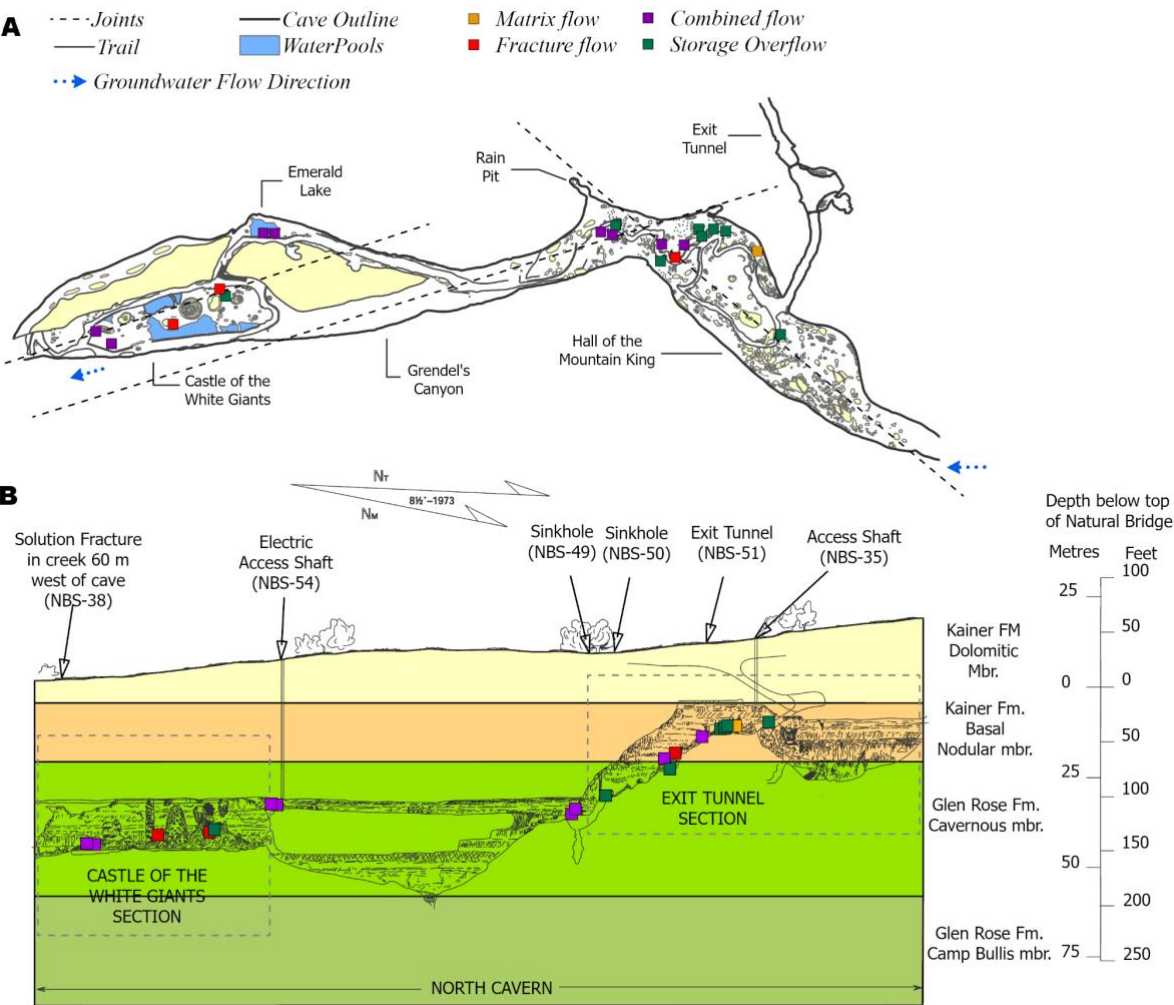 A
Joints
Cave Outline
Matrix flow
Combined flow
Trail
WaterPools
Fracture flow
Storage Overflow
Groundwater Flow Direction
Exit
Tunnel
Rain
Pit
Emerald
Lake
Hall of the
Mountain King
Castle of the
White Giants
Grendel's
Canyon
B
NT
8½°–1973
NM
Depth below top
of Natural Bridge
Metres
Feet
Solution Fracture
in creek 60 m
west of cave
(NBS-38)
Electric
Access Shaft
(NBS-54)
Sinkhole
(NBS-49)
Sinkhole
(NBS-50)
Exit Tunnel
(NBS-51)
Access Shaft
(NBS-35)
100
25
50
0
0
50
25
100
150
50
200
75
250
Kainer FM
Dolomitic
Mbr.
Kainer Fm.
Basal
Nodular mbr.
Glen Rose Fm.
Cavernous mbr.
Glen Rose Fm.
Camp Bullis mbr.
EXIT TUNNEL
SECTION
CASTLE OF THE
WHITE GIANTS
SECTION
NORTH CAVERN